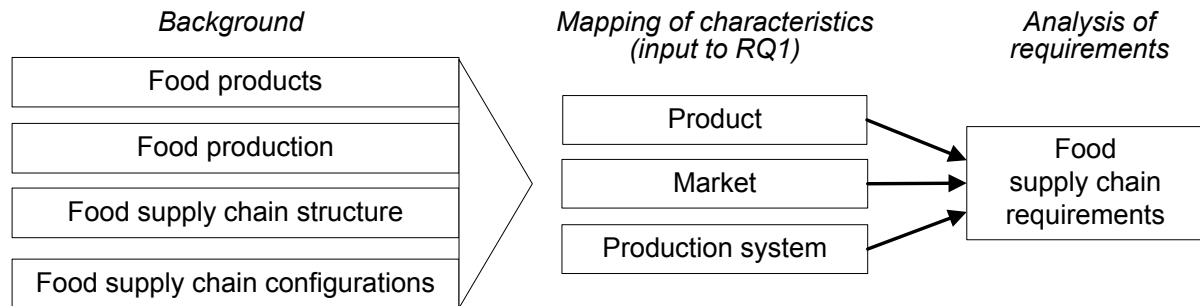 Background
Food products
Food production
Food supply chain structure
Food supply chain configurations
Mapping of characteristics
(input to RQ1)
Product
Market
Production system
Analysis of
requirements
Food
supply chain
requirements